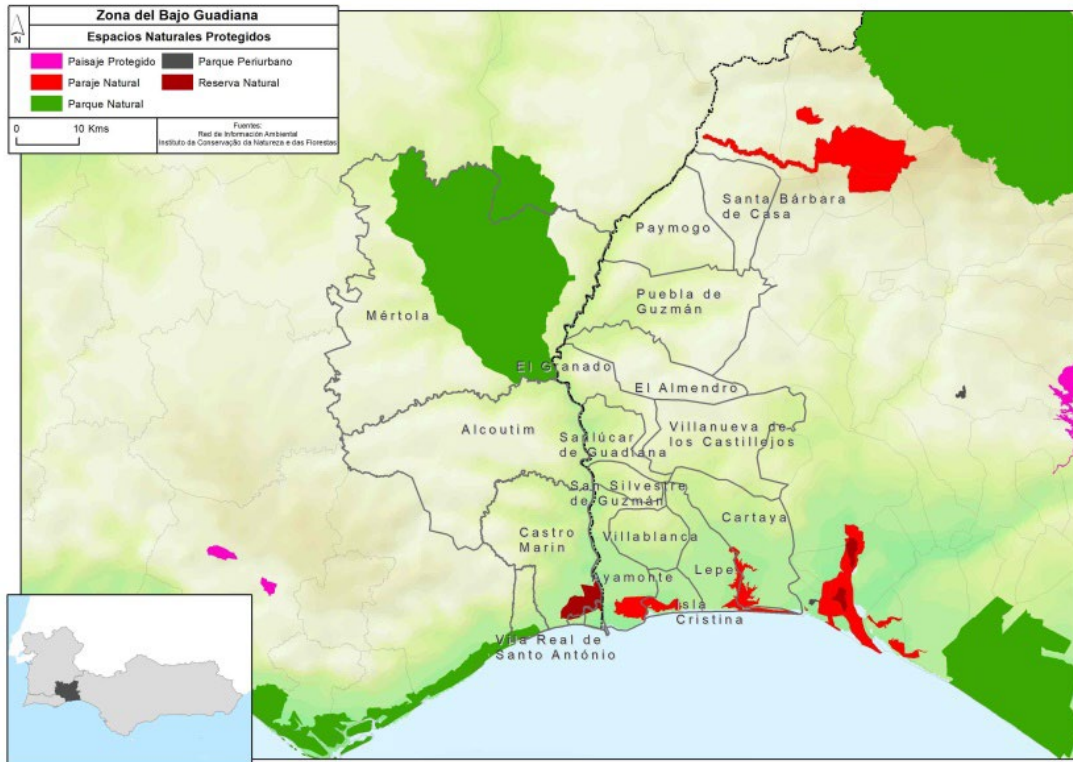 Zona del Bajo Guadiana
Espacios Naturales Protegidos
N
Paisaje Protegido
Parque Periurbano
Paraje Natural
Reserva Natural
Parque Natural
0 10 Kms
Fuentes:
Red de Información Ambiental
Instituto da Conservação da Natureza e das Florestas
Santa Bárbara
de Casa
Paymogo
Puebla de
Guzmán
Mértola
El Granado
El Almendro
Alcoutim
Villanueva de
los Castillejos
Sanlúcar
de Guadiana
San Silvestre
de Guzmán
Cartaya
Castro
Marin
Villablanca
Lepe
Ayamonte
Isla
Cristina
Vila Real de
Santo António